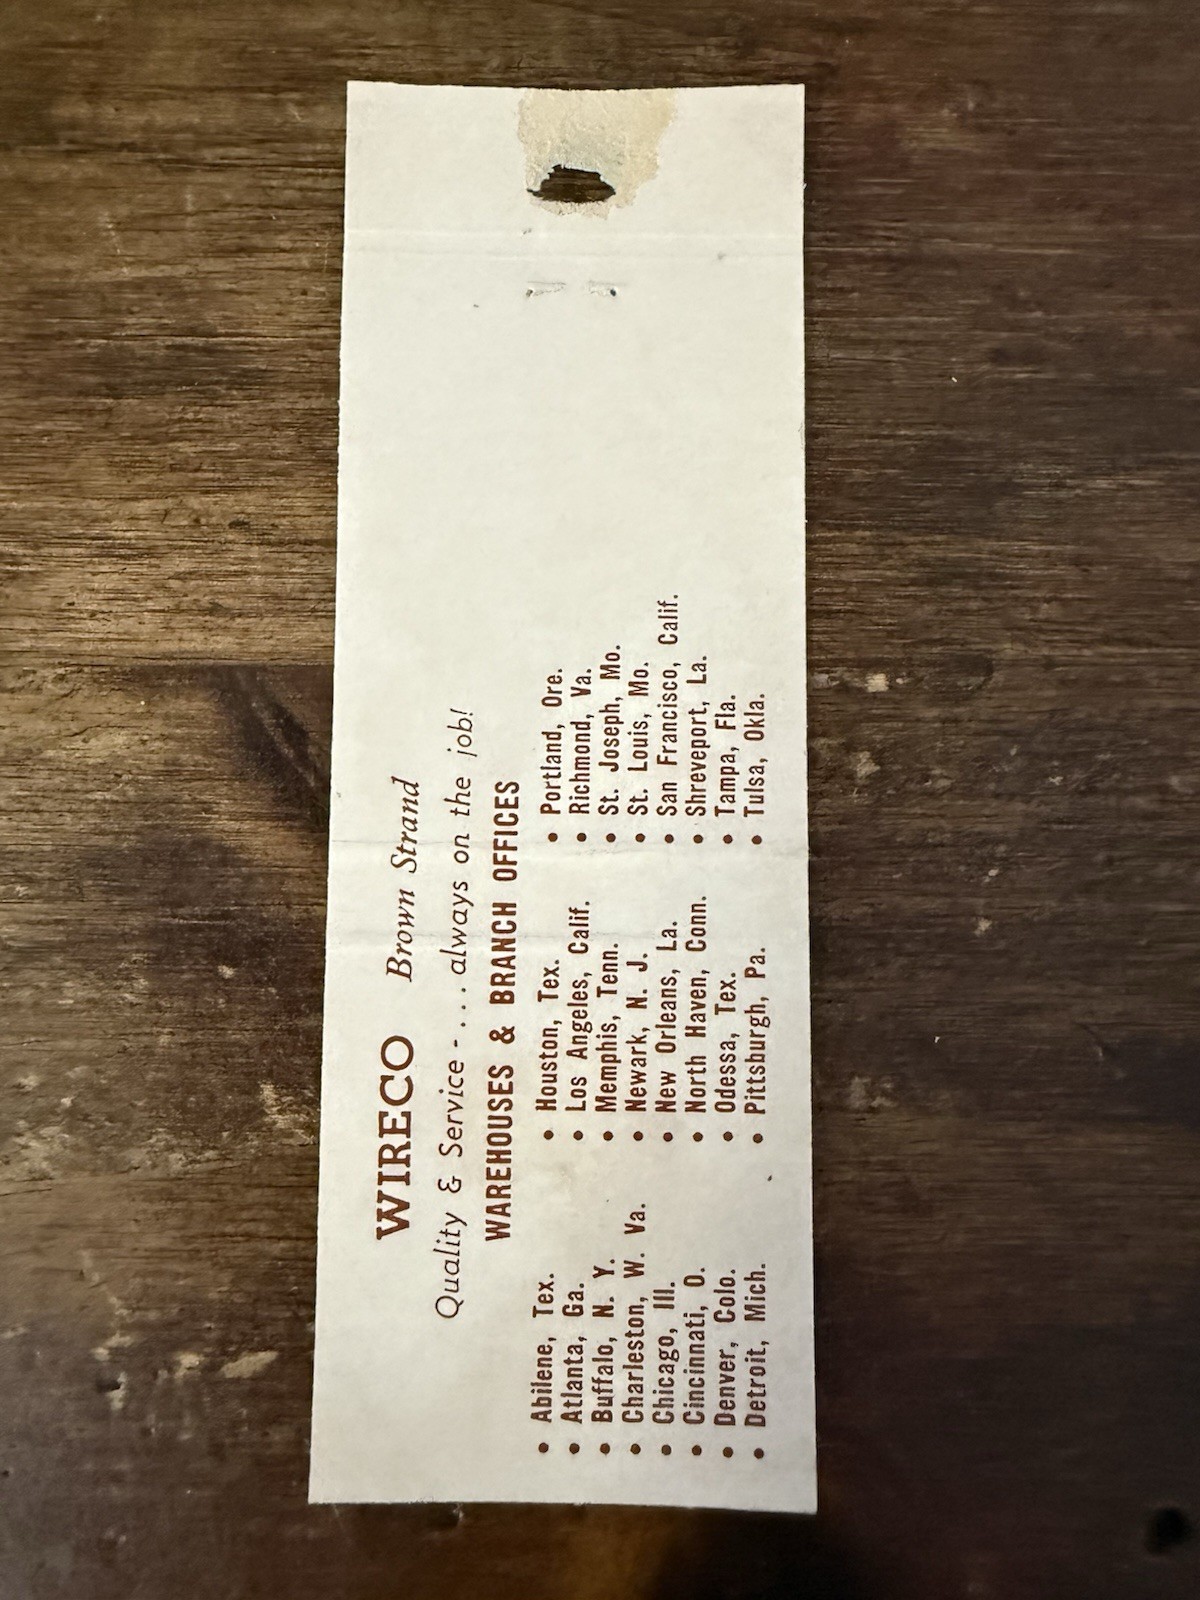 WIRECO Brown Strand
Quality & Service - . . . always on the job!
WAREHOUSES & BRANCH OFFICES
• Abilene, Tex.
• Atlanta, Ga.
• Buffalo, N. Y.
• Charleston, W. Va.
• Chicago, Ill.
• Cincinnati, O.
• Denver, Colo.
• Detroit, Mich.
• Houston, Tex.
• Los Angeles, Calif.
• Memphis, Tenn.
• Newark, N. J.
• New Orleans, La.
• North Haven, Conn.
• Odessa, Tex.
• Pittsburgh, Pa.
• Portland, Ore.
• Richmond, Va.
• St. Joseph, Mo.
• St. Louis, Mo.
• San Francisco, Calif.
• Shreveport, La.
• Tampa, Fla.
• Tulsa, Okla.